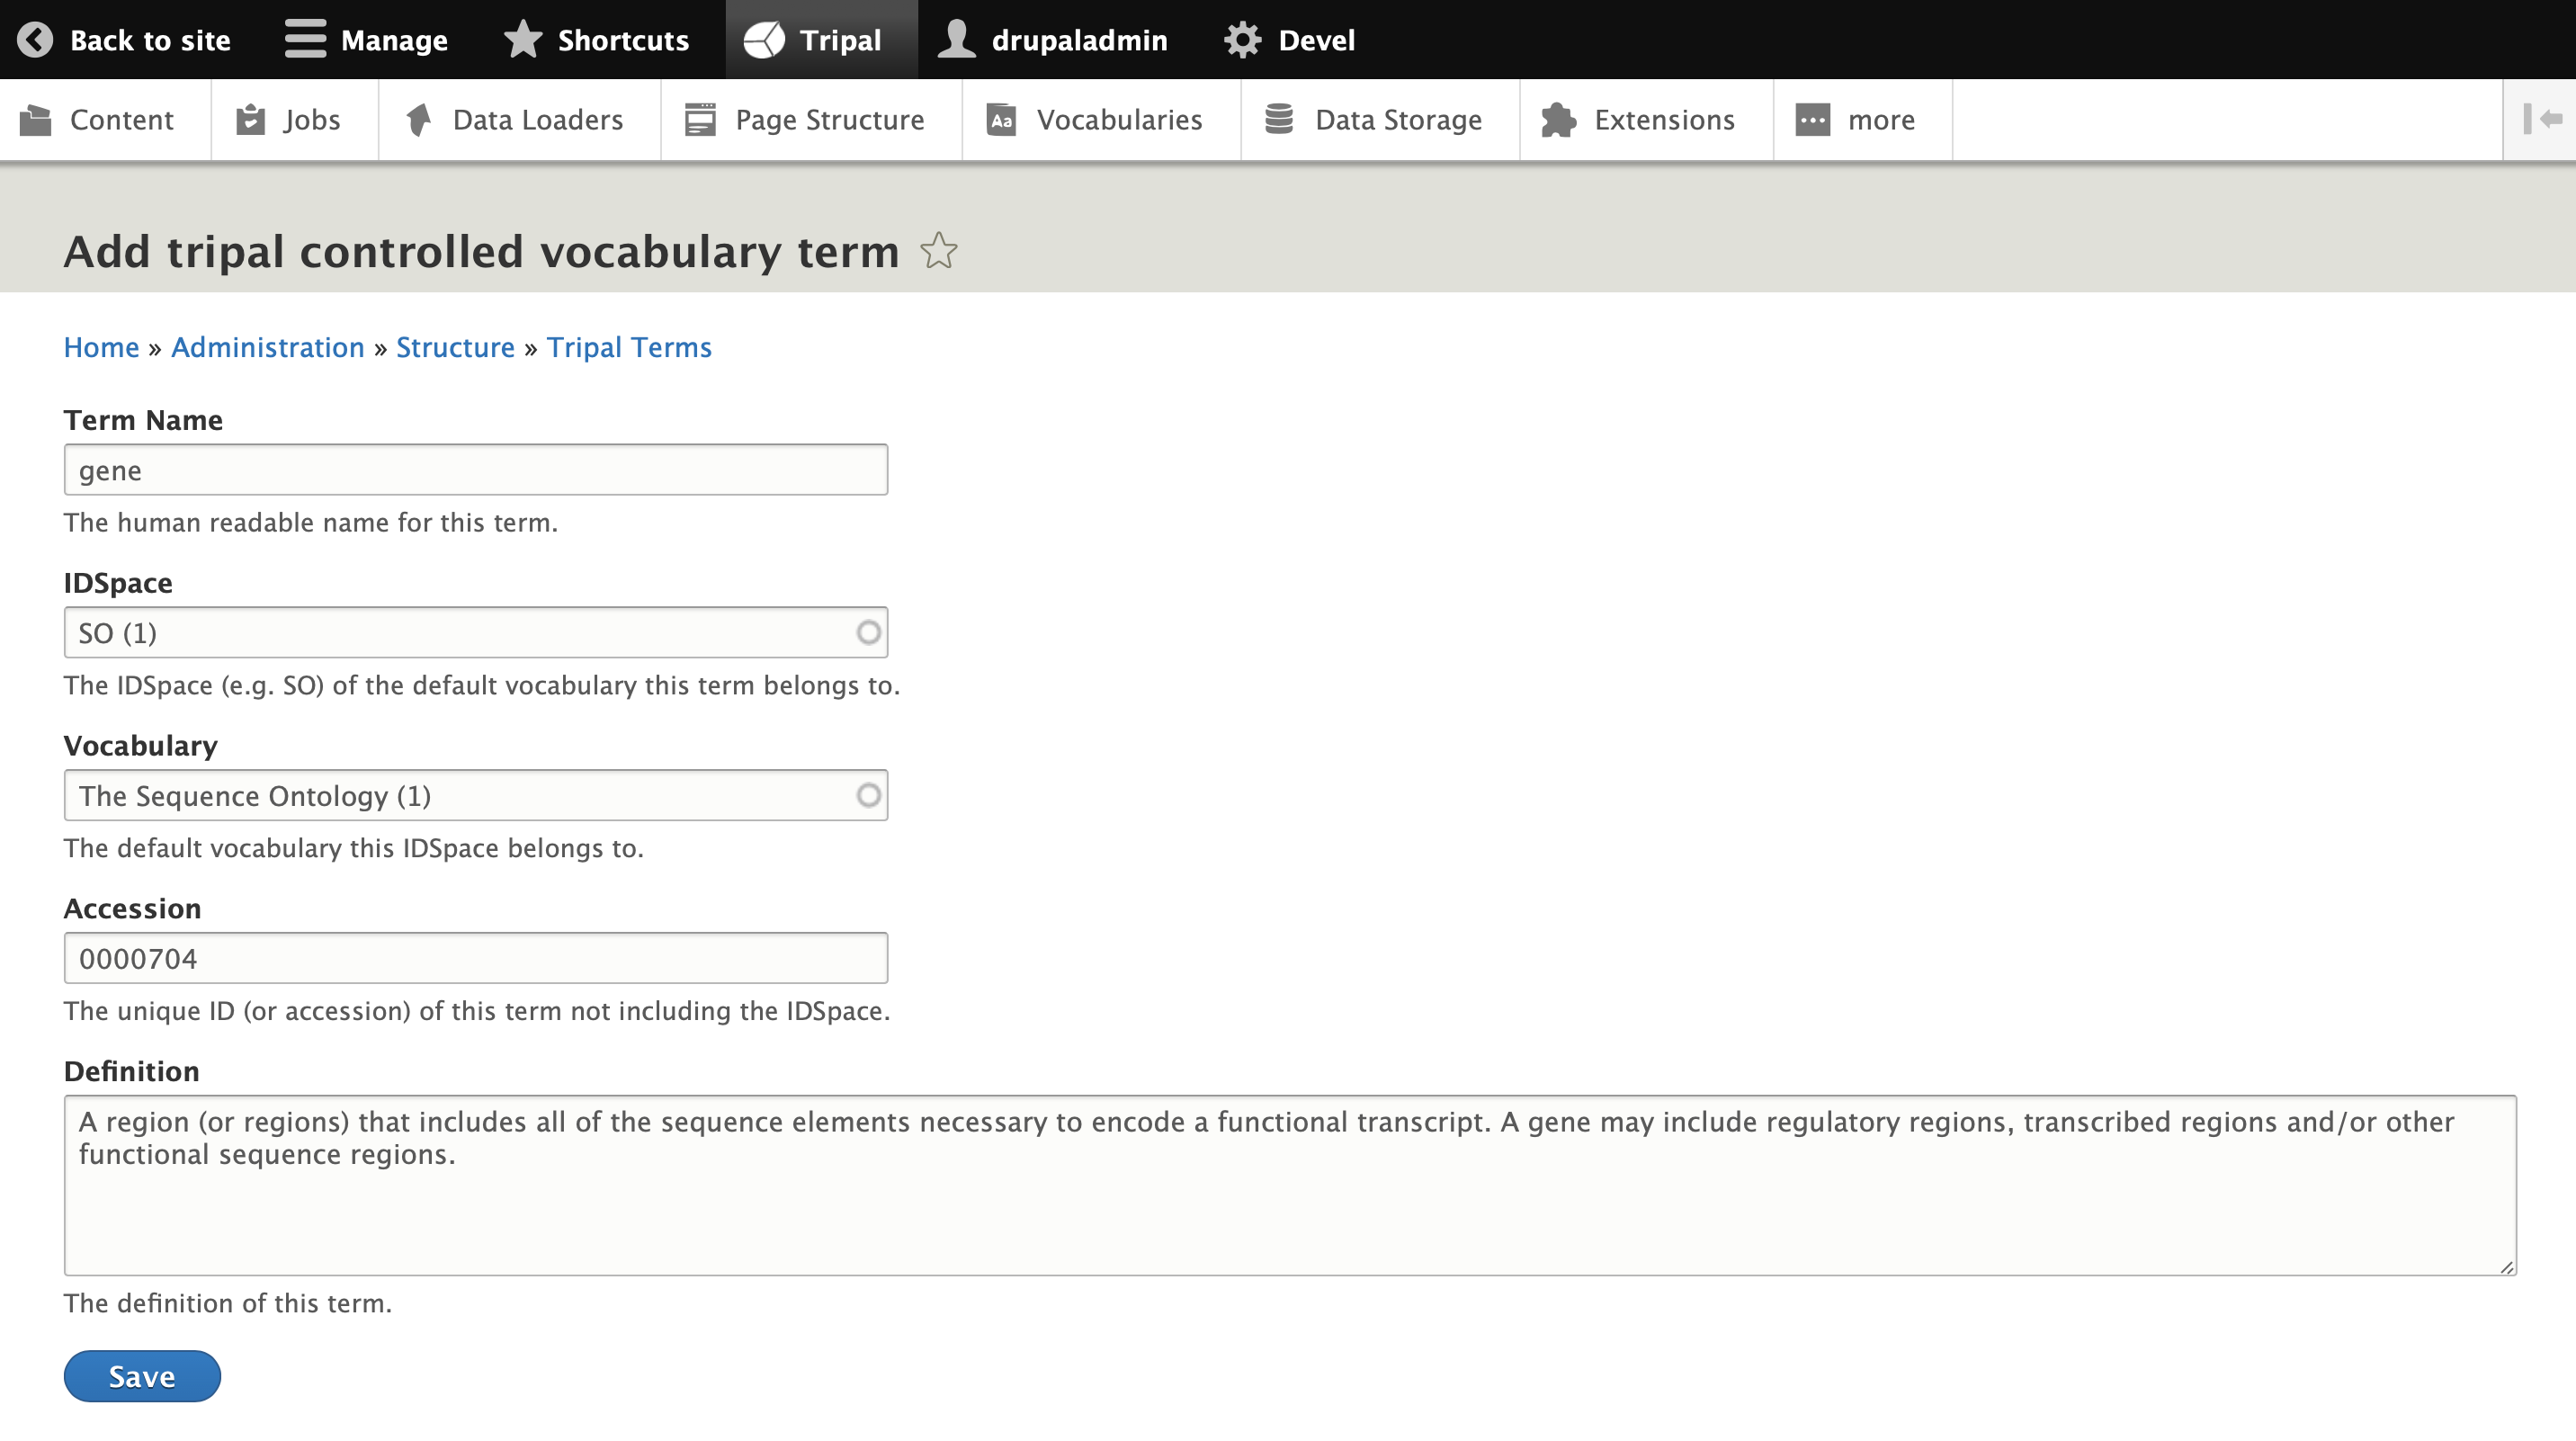 Back to site Manage Shortcuts Tripal drupaladmin Devel
Content Jobs Data Loaders Page Structure Aa Vocabularies Data Storage Extensions more
Add tripal controlled vocabulary term
Home » Administration » Structure » Tripal Terms
Term Name
gene
The human readable name for this term.
IDSpace
SO (1)
The IDSpace (e.g. SO) of the default vocabulary this term belongs to.
Vocabulary
The Sequence Ontology (1)
The default vocabulary this IDSpace belongs to.
Accession
0000704
The unique ID (or accession) of this term not including the IDSpace.
Definition
A region (or regions) that includes all of the sequence elements necessary to encode a functional transcript. A gene may include regulatory regions, transcribed regions and/or other
functional sequence regions.
The definition of this term.
Save